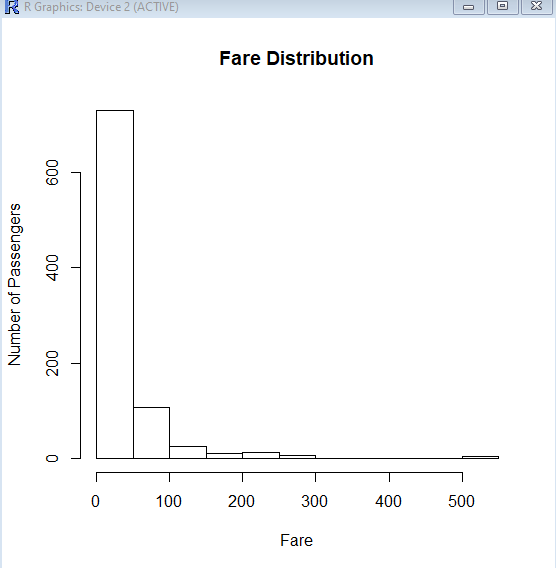 R Graphics: Device 2 (ACTIVE)
Fare Distribution
Number of Passengers
600
400
200
0
0 100 200 300 400 500
Fare